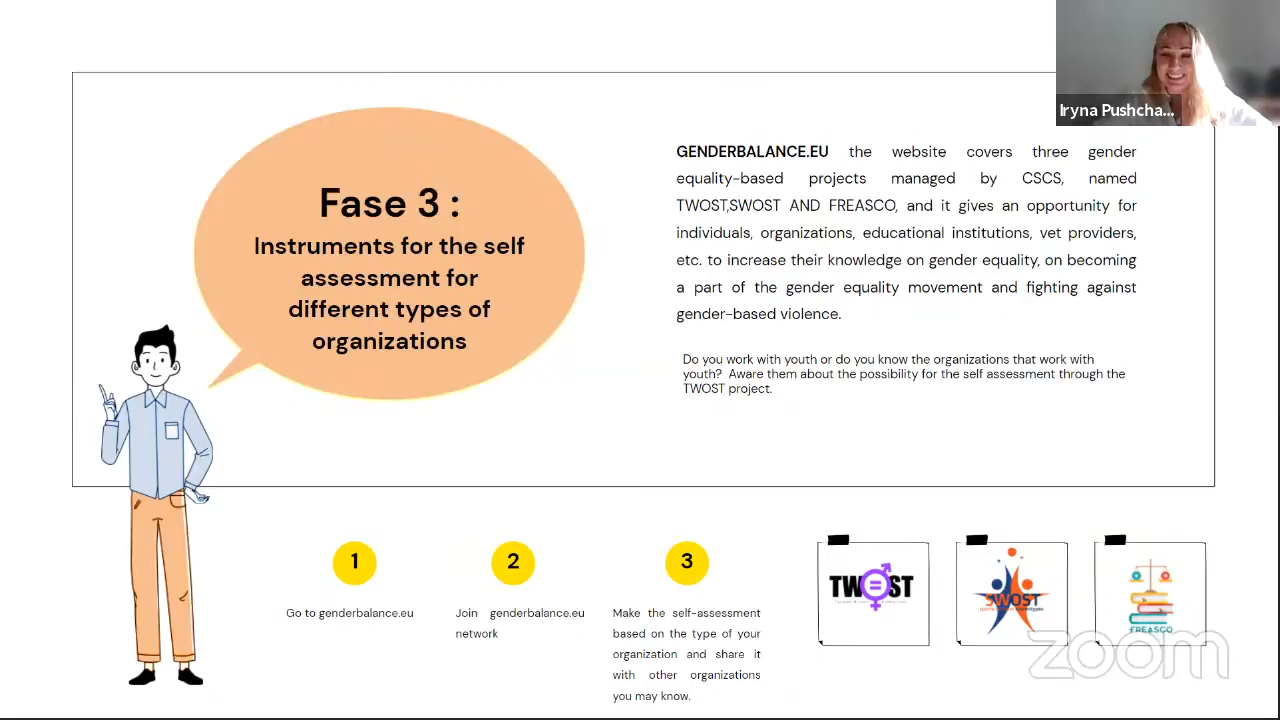 Iryna Pushcha...
Fase 3 :
Instruments for the self
assessment for
different types of
organizations
GENDERBALANCE.EU the website covers three gender
equality-based projects managed by CSCS, named
TWOST,SWOST AND FREASCO, and it gives an opportunity for
individuals, organizations, educational institutions, vet providers,
etc. to increase their knowledge on gender equality, on becoming
a part of the gender equality movement and fighting against
gender-based violence.
Do you work with youth or do you know the organizations that work with
youth? Aware them about the possibility for the self assessment through the
TWOST project.
1
Go to genderbalance.eu
2
Join genderbalance.eu
network
3
Make the self-assessment
based on the type of your
organization and share it
with other organizations
you may know.
TWOST
SWOST
FREASCO
zoom